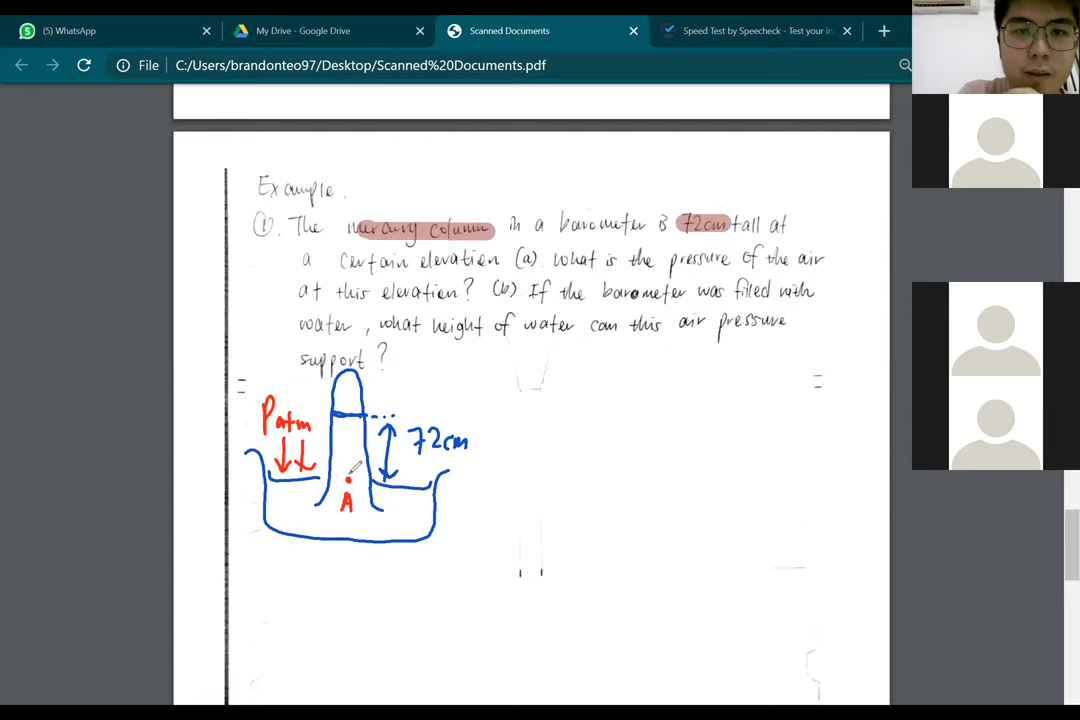 (5) WhatsApp
My Drive - Google Drive
Scanned Documents
Speed Test by Speecheck - Test your in
File C:/Users/brandonteo97/Desktop/Scanned%20Documents.pdf
Example.
①. The mercury column in a barometer is 72cm tall at
a certain elevation (a). What is the pressure of the air
at this elevation? (b) If the barometer was filled with
water, what height of water can this air pressure
support?
Patm
72cm
A